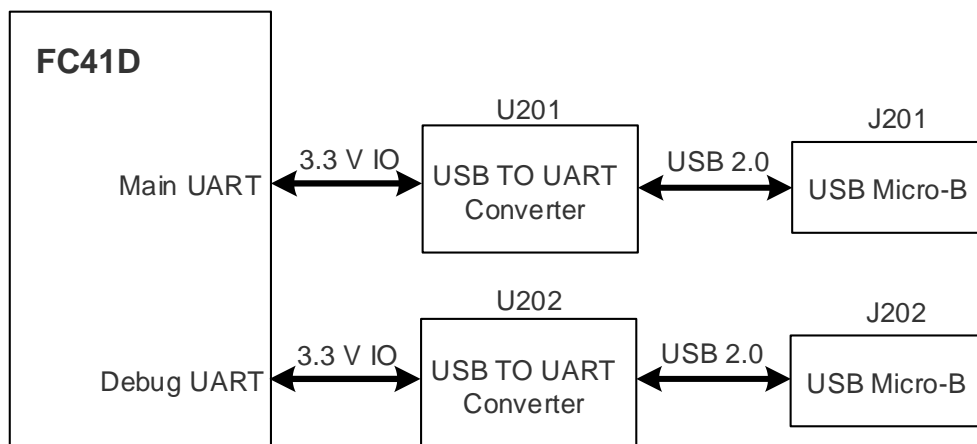 FC41D
U201
J201
Main UART
3.3 V IO
USB TO UART
Converter
USB 2.0
USB Micro-B
U202
J202
Debug UART
3.3 V IO
USB TO UART
Converter
USB 2.0
USB Micro-B